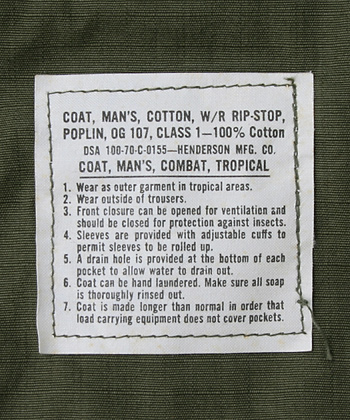 COAT, MAN'S, COTTON, W/R RIP-STOP,
POPLIN, OG 107, CLASS 1—100% Cotton
DSA 100-70-C-0155—HENDERSON MFG. CO.
COAT, MAN'S, COMBAT, TROPICAL
1. Wear as outer garment in tropical areas.
2. Wear outside of trousers.
3. Front closure can be opened for ventilation and
should be closed for protection against insects.
4. Sleeves are provided with adjustable cuffs to
permit sleeves to be rolled up.
5. A drain hole is provided at the bottom of each
pocket to allow water to drain out.
6. Coat can be hand laundered. Make sure all soap
is thoroughly rinsed out.
7. Coat is made longer than normal in order that
load carrying equipment does not cover pockets.